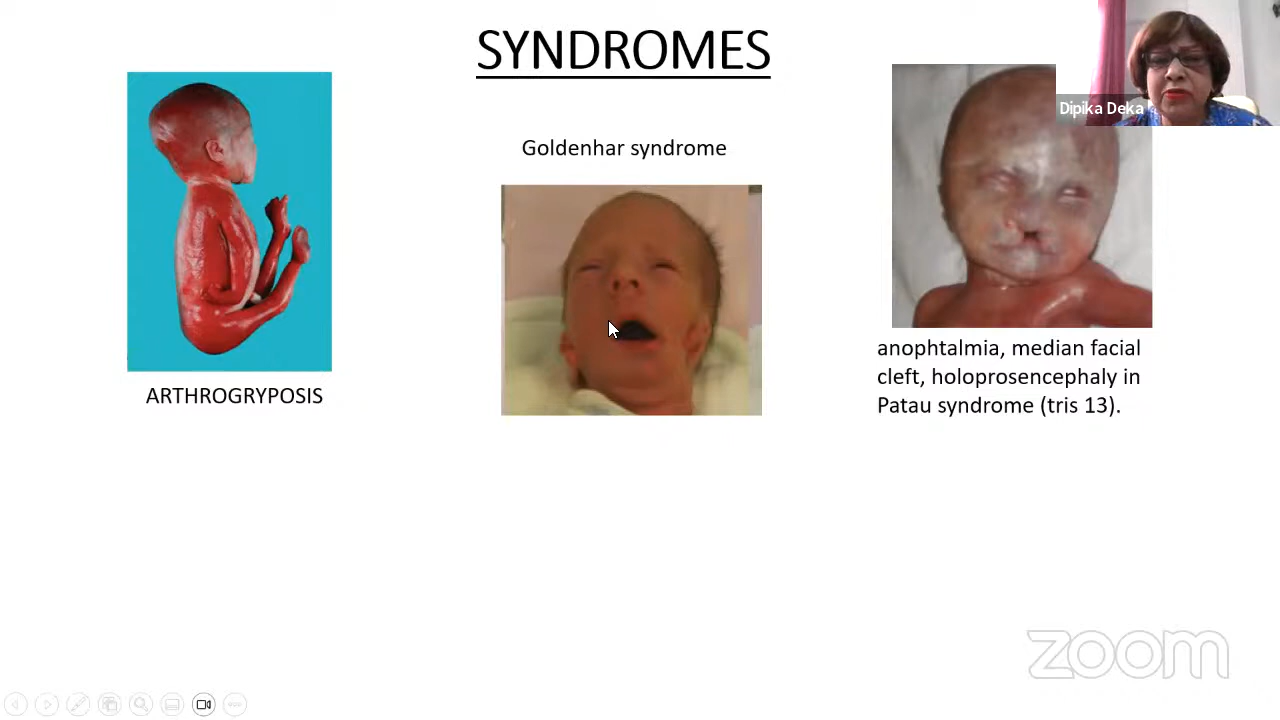 SYNDROMES
Dipika Deka
Goldenhar syndrome
ARTHROGRYPOSIS
anophtalmia, median facial
cleft, holoprosencephaly in
Patau syndrome (tris 13).
zoom